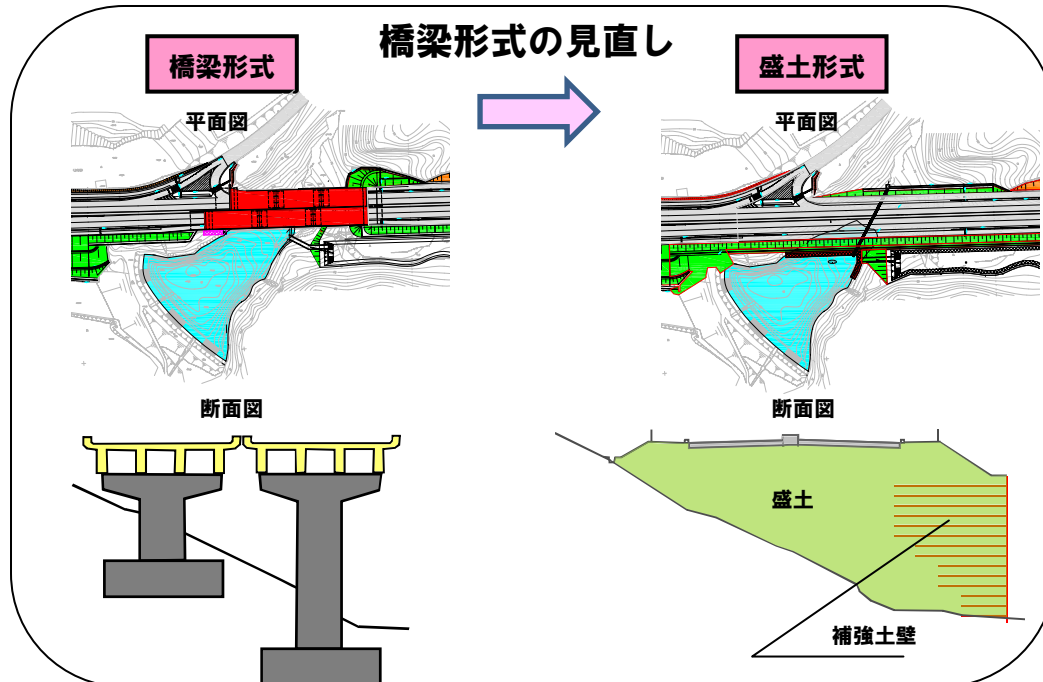 橋梁形式の見直し
橋梁形式
盛土形式
平面図
平面図
断面図
断面図
盛土
補強土壁